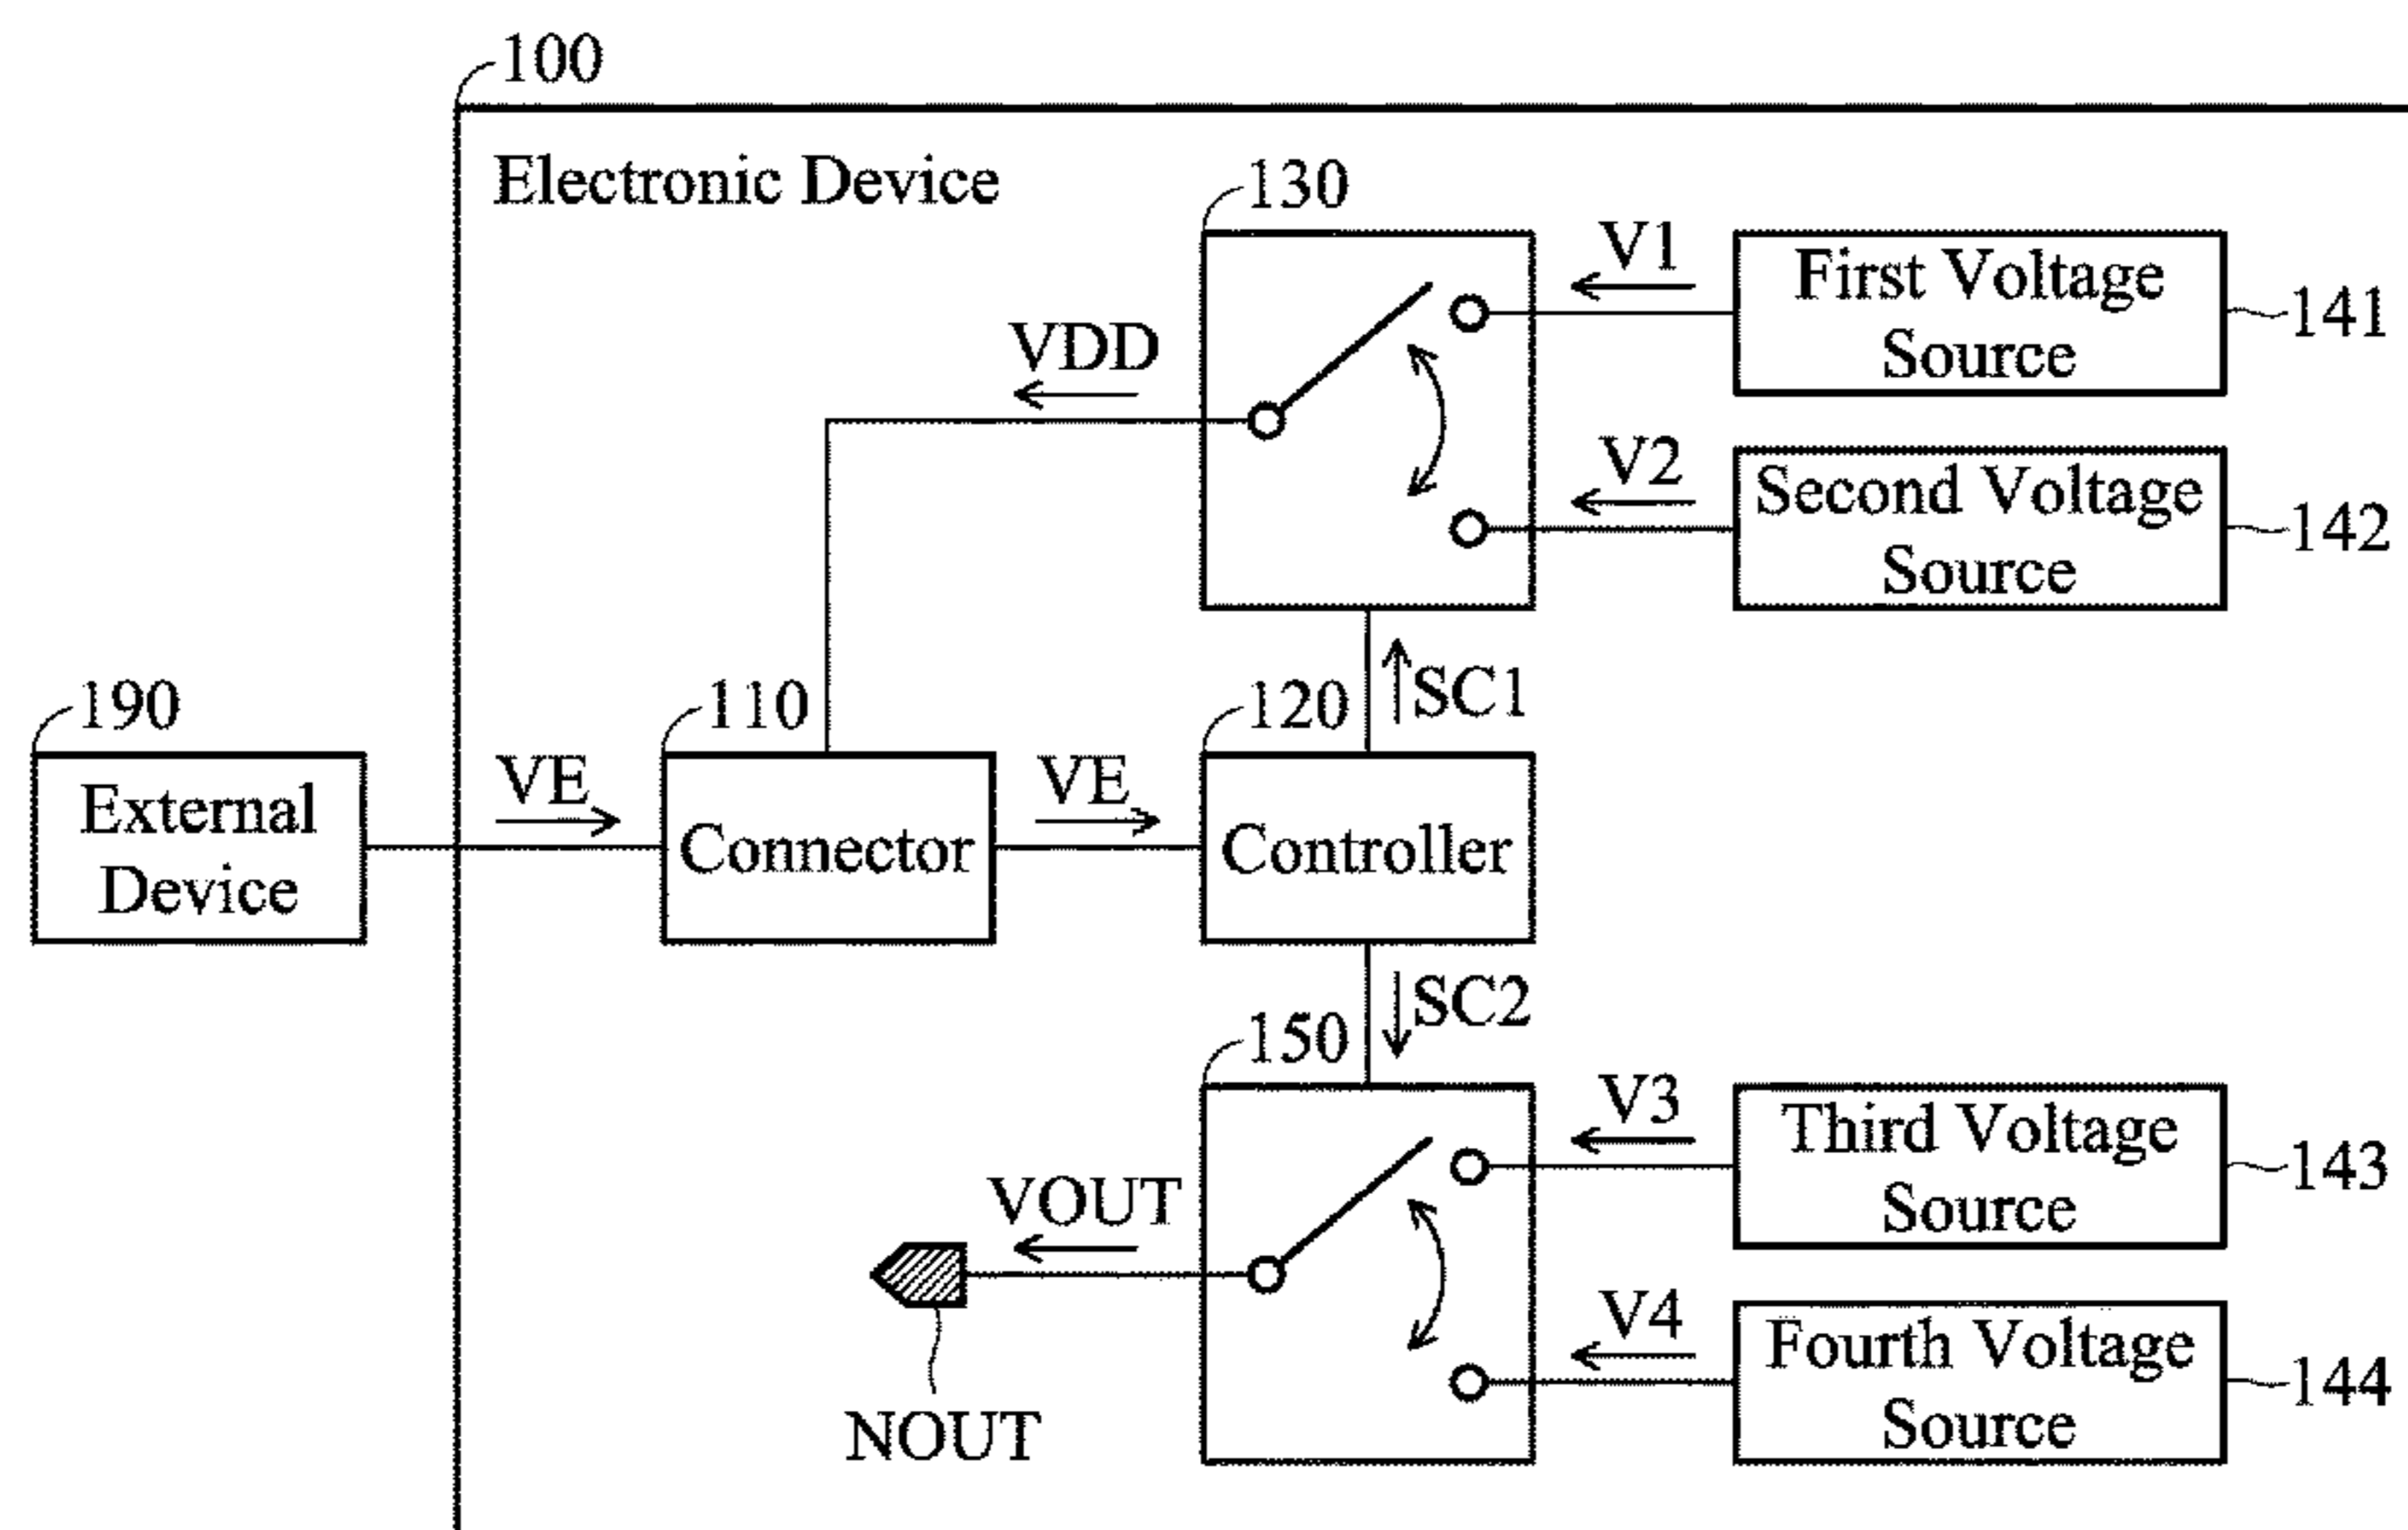 100
Electronic Device
130
V1
First Voltage
Source
141
VDD
V2
Second Voltage
Source
142
SC1
190
110
120
External
Device
VE
Connector
VE
Controller
SC2
150
V3
Third Voltage
Source
143
VOUT
V4
Fourth Voltage
Source
144
NOUT